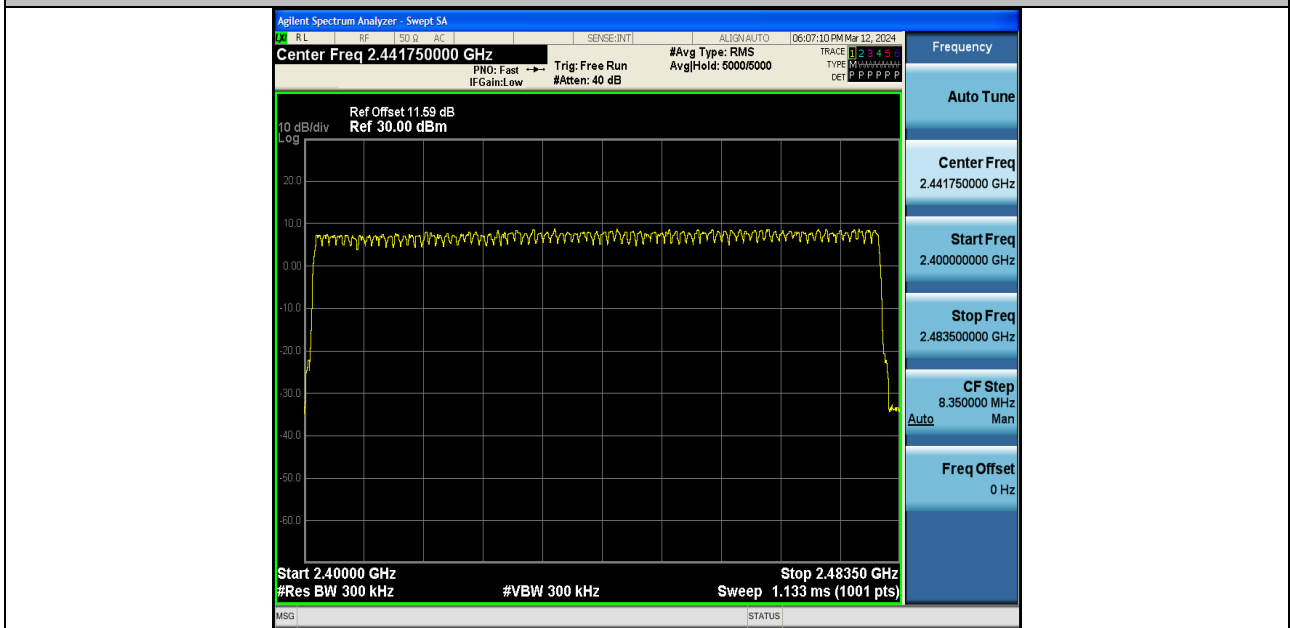 Agilent Spectrum Analyzer - Swept SA
RL RF 50 Ω AC SENSE:INT ALIGN AUTO 06:07:10 PM Mar 12, 2024
Center Freq 2.441750000 GHz
PNO: Fast
IFGain:Low
Trig: Free Run
#Atten: 40 dB
#Avg Type: RMS
Avg|Hold: 5000/5000
TRACE 1 2 3 4 5 6
TYPE M
DET P P P P P P
Ref Offset 11.59 dB
10 dB/div Ref 30.00 dBm
Log
20.0
10.0
0.00
-10.0
-20.0
-30.0
-40.0
-50.0
-60.0
Start 2.40000 GHz Stop 2.48350 GHz
#Res BW 300 kHz #VBW 300 kHz Sweep 1.133 ms (1001 pts)
MSG STATUS
Frequency
Auto Tune
Center Freq
2.441750000 GHz
Start Freq
2.400000000 GHz
Stop Freq
2.483500000 GHz
CF Step
8.350000 MHz
Auto Man
Freq Offset
0 Hz